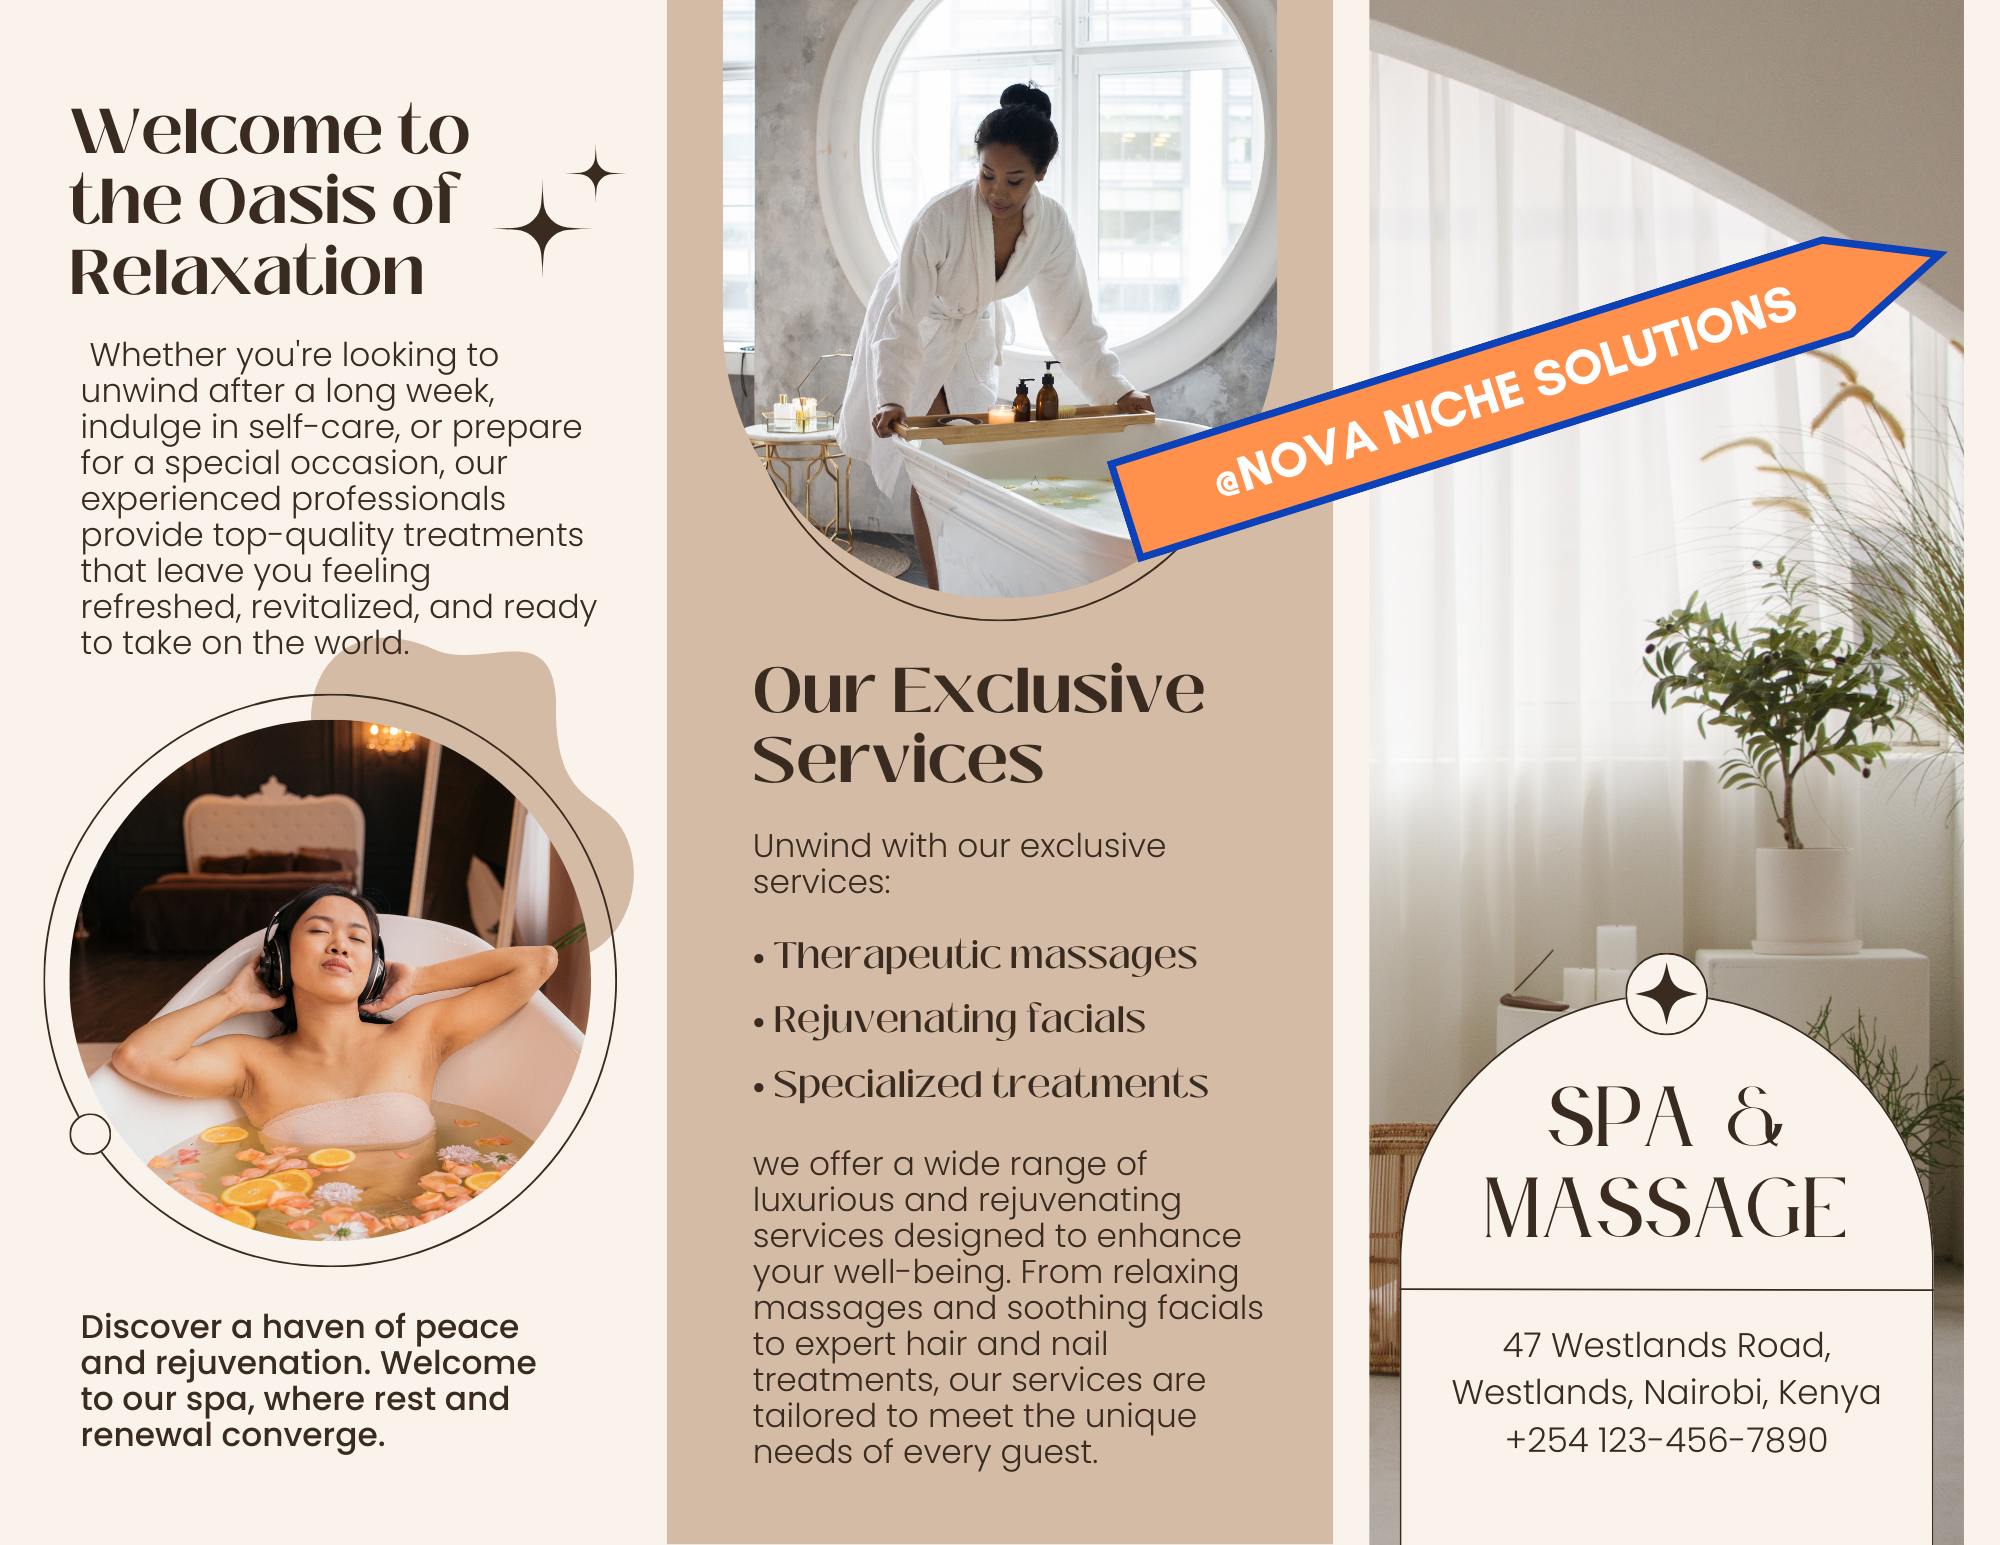 Welcome to
the Oasis of
Relaxation
Whether you're looking to
unwind after a long week,
indulge in self-care, or prepare
for a special occasion, our
experienced professionals
provide top-quality treatments
that leave you feeling
refreshed, revitalized, and ready
to take on the world.
Discover a haven of peace
and rejuvenation. Welcome
to our spa, where rest and
renewal converge.
Our Exclusive
Services
Unwind with our exclusive
services:
• Therapeutic massages
• Rejuvenating facials
• Specialized treatments
we offer a wide range of
luxurious and rejuvenating
services designed to enhance
your well-being. From relaxing
massages and soothing facials
to expert hair and nail
treatments, our services are
tailored to meet the unique
needs of every guest.
@NOVA NICHE SOLUTIONS
SPA &
MASSAGE
47 Westlands Road,
Westlands, Nairobi, Kenya
+254 123-456-7890